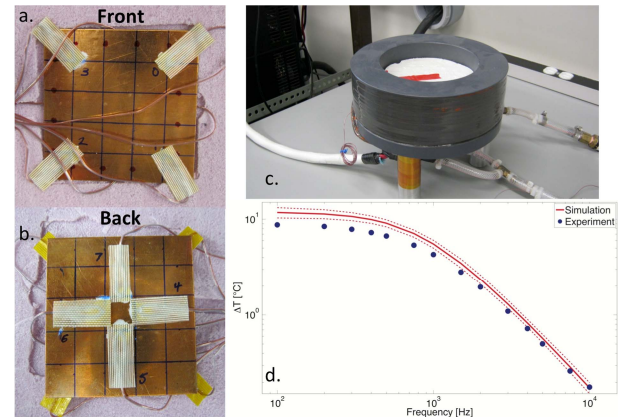 a.
Front
3
0
2
1
Back
b.
7
4
6
5
c.
Simulation
Experiment
10¹
10⁰
ΔT [°C]
d.
10²
10³
10⁴
Frequency [Hz]